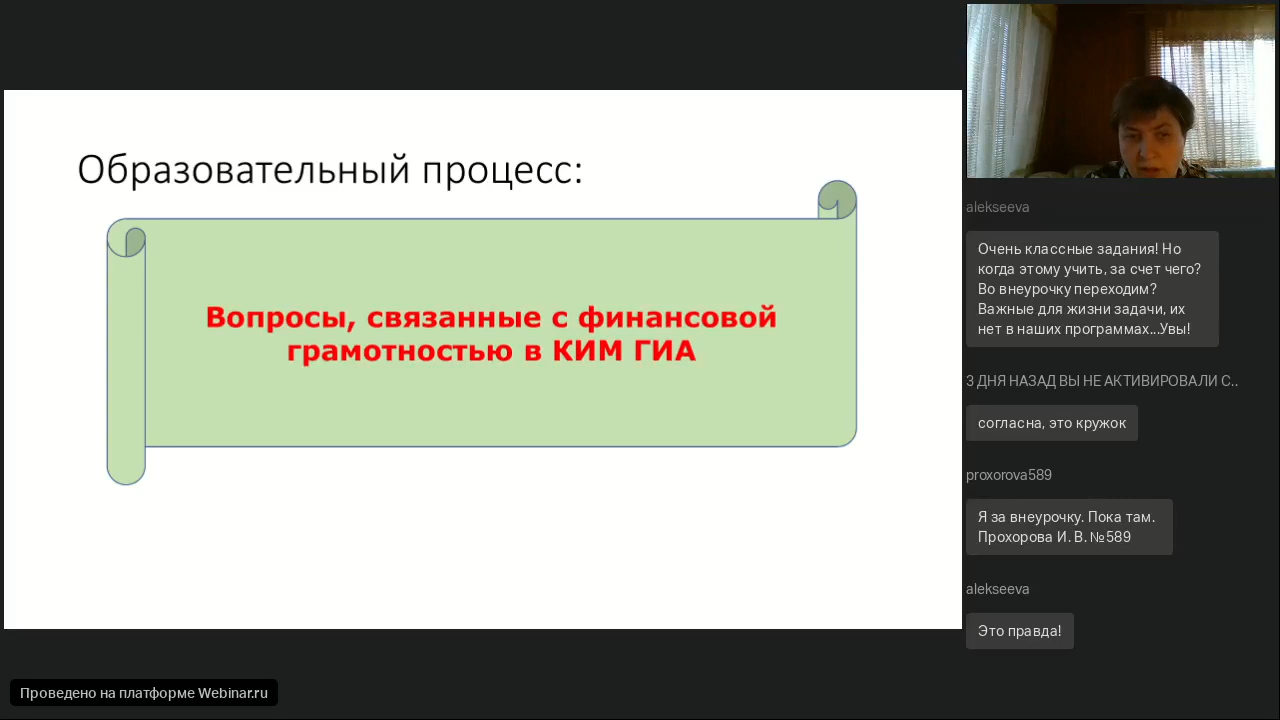 Образовательный процесс:
Вопросы, связанные с финансовой
грамотностью в КИМ ГИА
alekseeva
Очень классные задания! Но
когда этому учить, за счет чего?
Во внеурочку переходим?
Важные для жизни задачи, их
нет в наших программах...Увы!
3 ДНЯ НАЗАД ВЫ НЕ АКТИВИРОВАЛИ С..
согласна, это кружок
proxorova589
Я за внеурочку. Пока там.
Прохорова И. В. №589
alekseeva
Это правда!
Проведено на платформе Webinar.ru